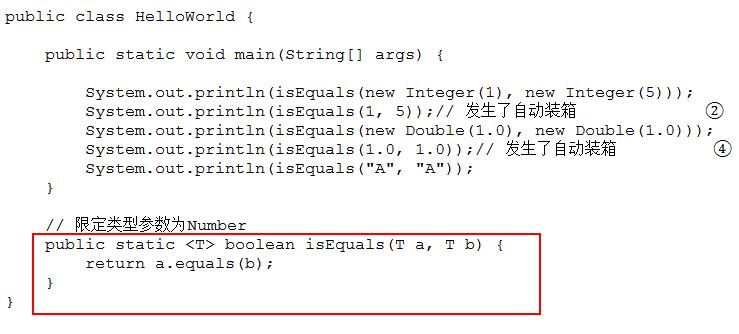 public class HelloWorld {
public static void main(String[] args) {
System.out.println(isEquals(new Integer(1), new Integer(5)));
System.out.println(isEquals(1, 5));// 发生了自动装箱 ②
System.out.println(isEquals(new Double(1.0), new Double(1.0)));
System.out.println(isEquals(1.0, 1.0));// 发生了自动装箱 ④
System.out.println(isEquals("A", "A"));
}
// 限定类型参数为Number
public static <T> boolean isEquals(T a, T b) {
return a.equals(b);
}
}